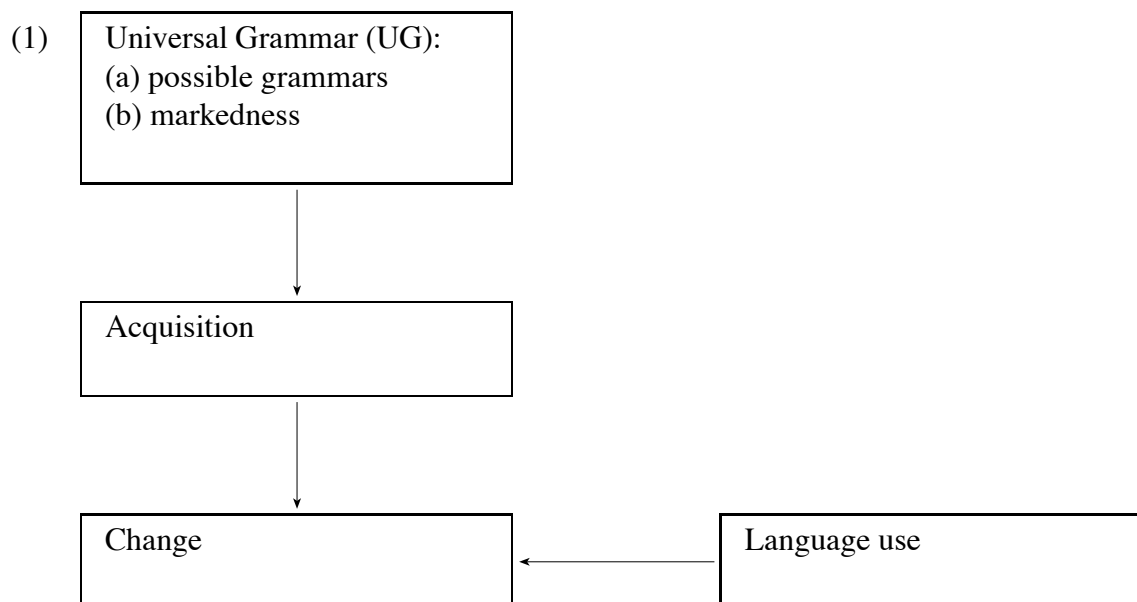 (1) Universal Grammar (UG):
(a) possible grammars
(b) markedness
Acquisition
Change
Language use